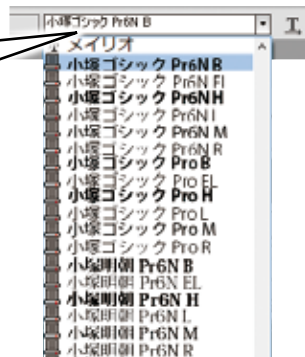 小塚ゴシック Pr6N B
メイリオ
小塚ゴシック Pr6N B
小塚ゴシック Pr6N El
小塚ゴシック Pr6N H
小塚ゴシック Pr6N l
小塚ゴシック Pr6N M
小塚ゴシック Pr6N R
小塚ゴシック Pro B
小塚ゴシック Pro EL
小塚ゴシック Pro H
小塚ゴシック Pro L
小塚ゴシック Pro M
小塚ゴシック Pro R
小塚明朝 Pr6N B
小塚明朝 Pr6N EL
小塚明朝 Pr6N H
小塚明朝 Pr6N L
小塚明朝 Pr6N M
小塚明朝 Pr6N R